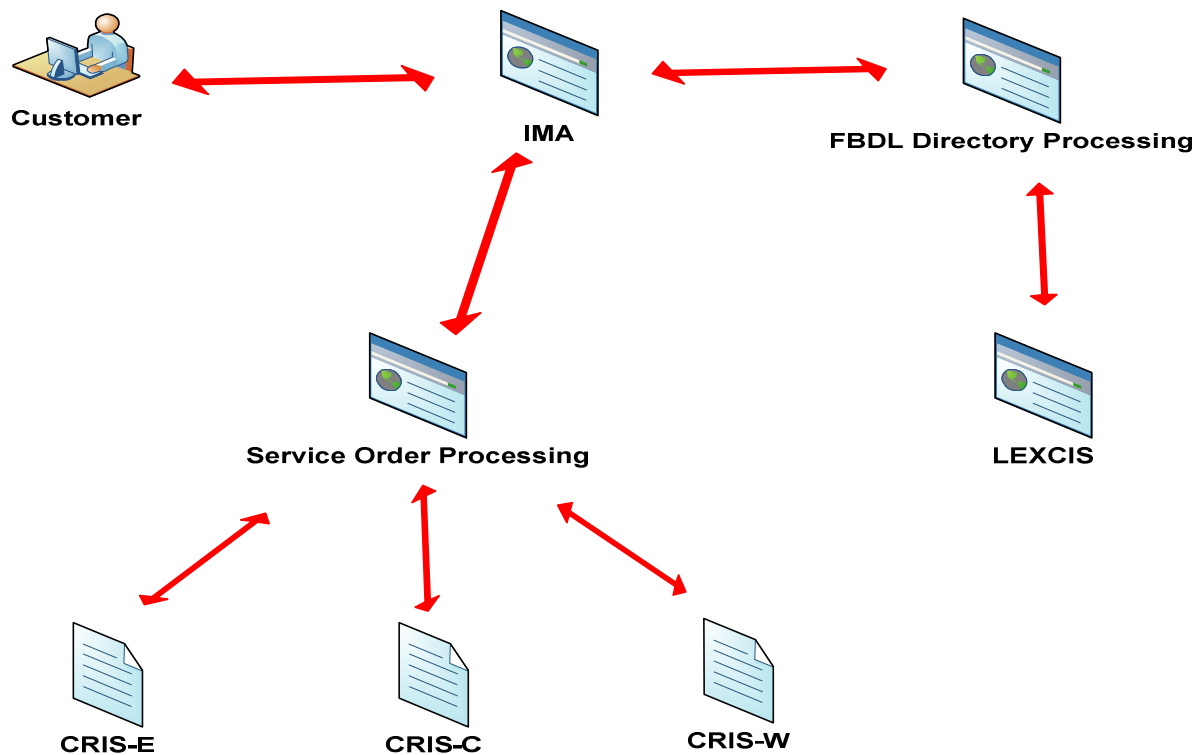 Customer
IMA
FBDL Directory Processing
Service Order Processing
LEXCIS
CRIS-E
CRIS-C
CRIS-W